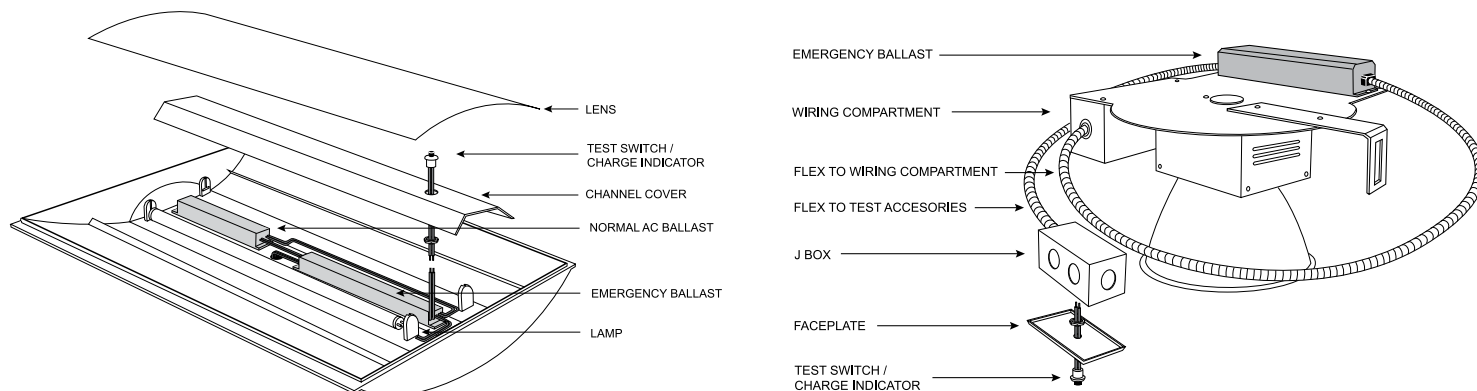 LENS
TEST SWITCH /
CHARGE INDICATOR
CHANNEL COVER
NORMAL AC BALLAST
EMERGENCY BALLAST
LAMP
EMERGENCY BALLAST
WIRING COMPARTMENT
FLEX TO WIRING COMPARTMENT
FLEX TO TEST ACCESORIES
J BOX
FACEPLATE
TEST SWITCH /
CHARGE INDICATOR